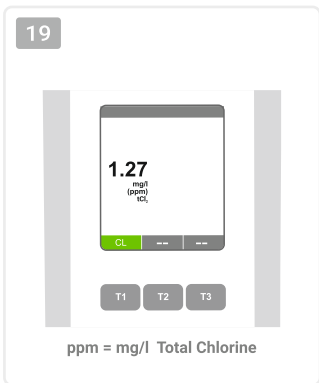 19
1.27
mg/l
(ppm)
tCl₂
CL -- --
T1 T2 T3
ppm = mg/l Total Chlorine